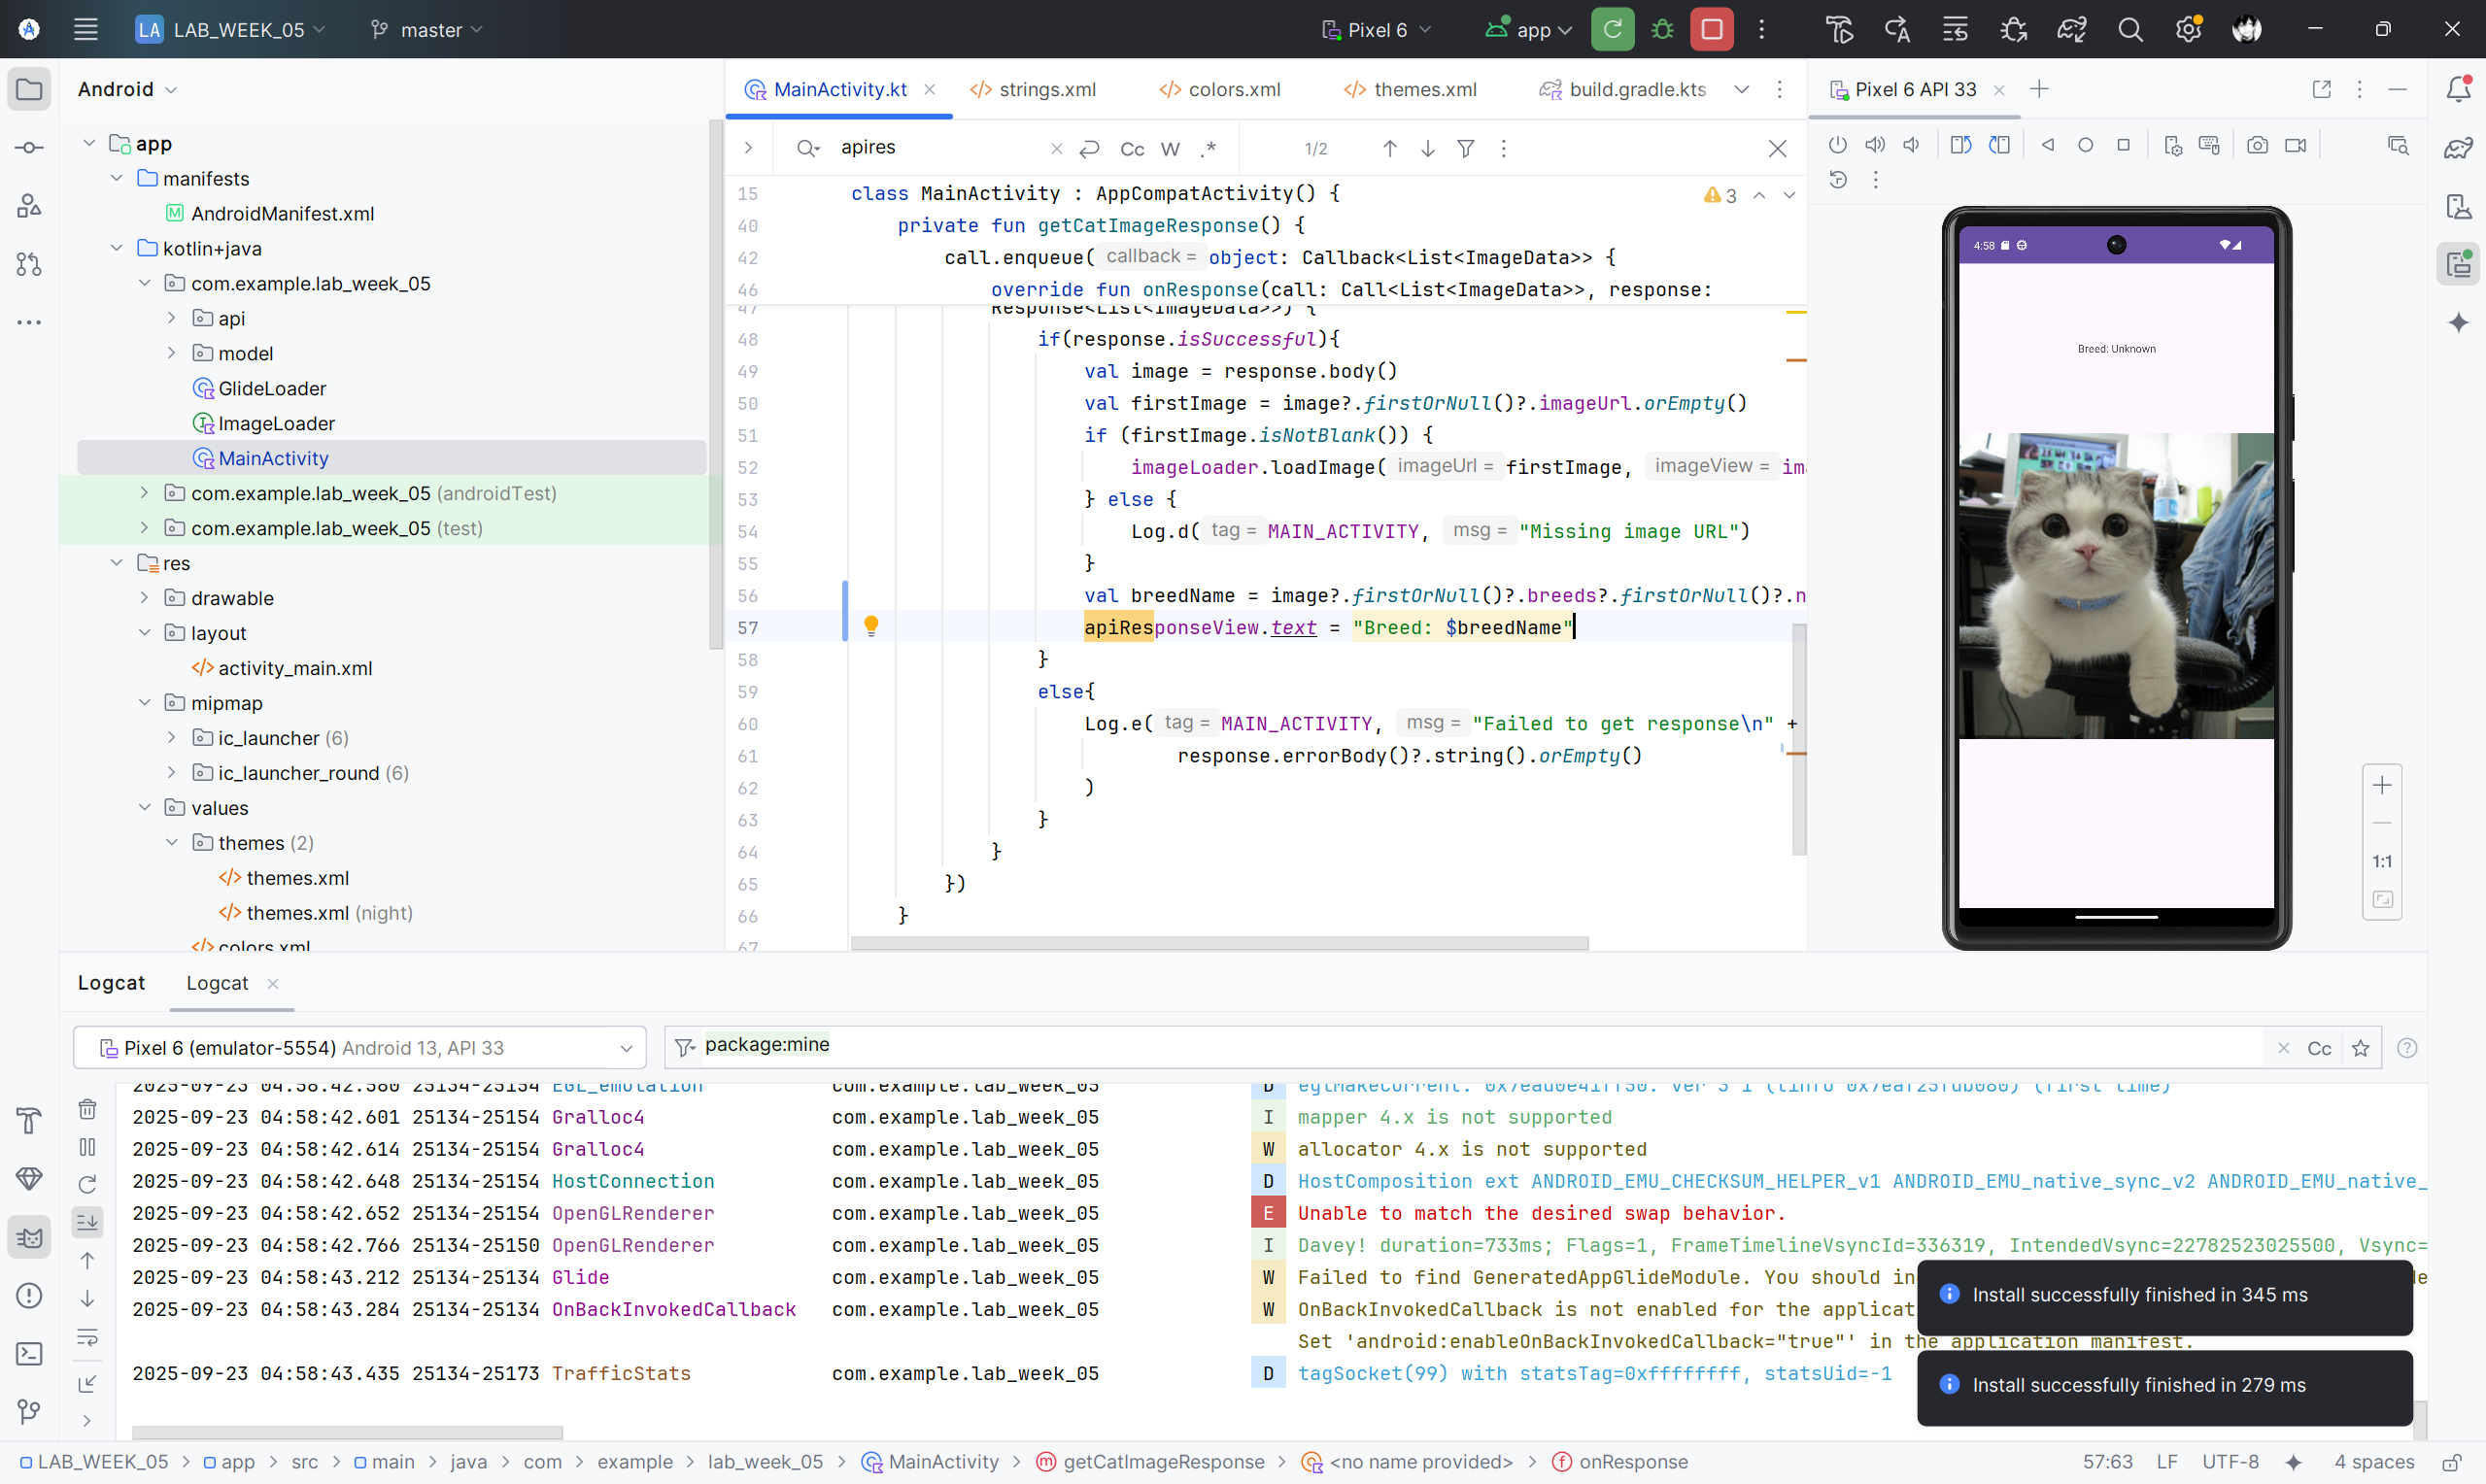 LA LAB_WEEK_05 master Pixel 6 app
Android
app
manifests
AndroidManifest.xml
kotlin+java
com.example.lab_week_05
api
model
GlideLoader
ImageLoader
MainActivity
com.example.lab_week_05 (androidTest)
com.example.lab_week_05 (test)
res
drawable
layout
activity_main.xml
mipmap
ic_launcher (6)
ic_launcher_round (6)
values
themes (2)
themes.xml
themes.xml (night)
colors.xml
MainActivity.kt strings.xml colors.xml themes.xml build.gradle.kts
apires Cc W .* 1/2
15 class MainActivity : AppCompatActivity() { 3
40 private fun getCatImageResponse() {
42 call.enqueue( callback = object: Callback<List<ImageData>> {
46 override fun onResponse(call: Call<List<ImageData>>, response:
47 Response<List<ImageData>>) {
48 if(response.isSuccessful){
49 val image = response.body()
50 val firstImage = image?.firstOrNull()?.imageUrl.orEmpty()
51 if (firstImage.isNotBlank()) {
52 imageLoader.loadImage( imageUrl = firstImage, imageView = im
53 } else {
54 Log.d( tag = MAIN_ACTIVITY, msg = "Missing image URL")
55 }
56 val breedName = image?.firstOrNull()?.breeds?.firstOrNull()?.n
57 apiResponseView.text = "Breed: $breedName"
58 }
59 else{
60 Log.e( tag = MAIN_ACTIVITY, msg = "Failed to get response\n" +
61 response.errorBody()?.string().orEmpty()
62 )
63 }
64 }
65 })
66 }
67
Pixel 6 API 33
4:58
Breed: Unknown
1:1
Logcat Logcat
Pixel 6 (emulator-5554) Android 13, API 33 package:mine Cc
2025-09-23 04:58:42.580 25134-25154 EGL_emulation com.example.lab_week_05 D
2025-09-23 04:58:42.601 25134-25154 Gralloc4 com.example.lab_week_05 I mapper 4.x is not supported
2025-09-23 04:58:42.614 25134-25154 Gralloc4 com.example.lab_week_05 W allocator 4.x is not supported
2025-09-23 04:58:42.648 25134-25154 HostConnection com.example.lab_week_05 D HostComposition ext ANDROID_EMU_CHECKSUM_HELPER_v1 ANDROID_EMU_native_sync_v2 ANDROID_EMU_native_
2025-09-23 04:58:42.652 25134-25154 OpenGLRenderer com.example.lab_week_05 E Unable to match the desired swap behavior.
2025-09-23 04:58:42.766 25134-25150 OpenGLRenderer com.example.lab_week_05 I Davey! duration=733ms; Flags=1, FrameTimelineVsyncId=336319, IntendedVsync=22782523025500, Vsync=
2025-09-23 04:58:43.212 25134-25134 Glide com.example.lab_week_05 W Failed to find GeneratedAppGlideModule. You should in
2025-09-23 04:58:43.284 25134-25134 OnBackInvokedCallback com.example.lab_week_05 W OnBackInvokedCallback is not enabled for the applicat
Set 'android:enableOnBackInvokedCallback="true"' in the application manifest.
2025-09-23 04:58:43.435 25134-25173 TrafficStats com.example.lab_week_05 D tagSocket(99) with statsTag=0xffffffff, statsUid=-1
Install successfully finished in 345 ms
Install successfully finished in 279 ms
LAB_WEEK_05 > app > src > main > java > com > example > lab_week_05 > MainActivity > getCatImageResponse > <no name provided> > onResponse 57:63 LF UTF-8 4 spaces